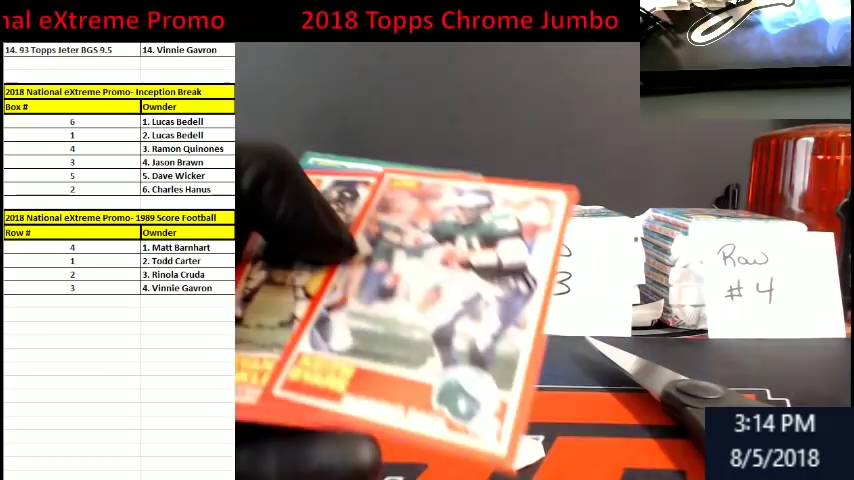 nal eXtreme Promo
2018 Topps Chrome Jumbo
14. 93 Topps Jeter BGS 9.5 14. Vinnie Gavron
2018 National eXtreme Promo- Inception Break
Box # Ownder
6 1. Lucas Bedell
1 2. Lucas Bedell
4 3. Ramon Quinones
3 4. Jason Brawn
5 5. Dave Wicker
2 6. Charles Hanus
2018 National eXtreme Promo- 1989 Score Football
Row # Ownder
4 1. Matt Barnhart
1 2. Todd Carter
2 3. Rinola Cruda
3 4. Vinnie Gavron
3
Row
#4
3:14 PM
8/5/2018